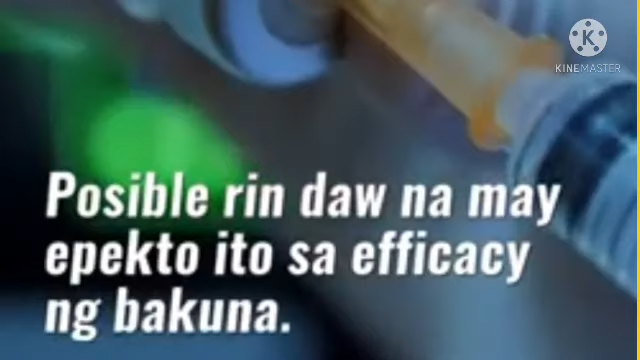 KINEMASTER
Posible rin daw na may
epekto ito sa efficacy
ng bakuna.